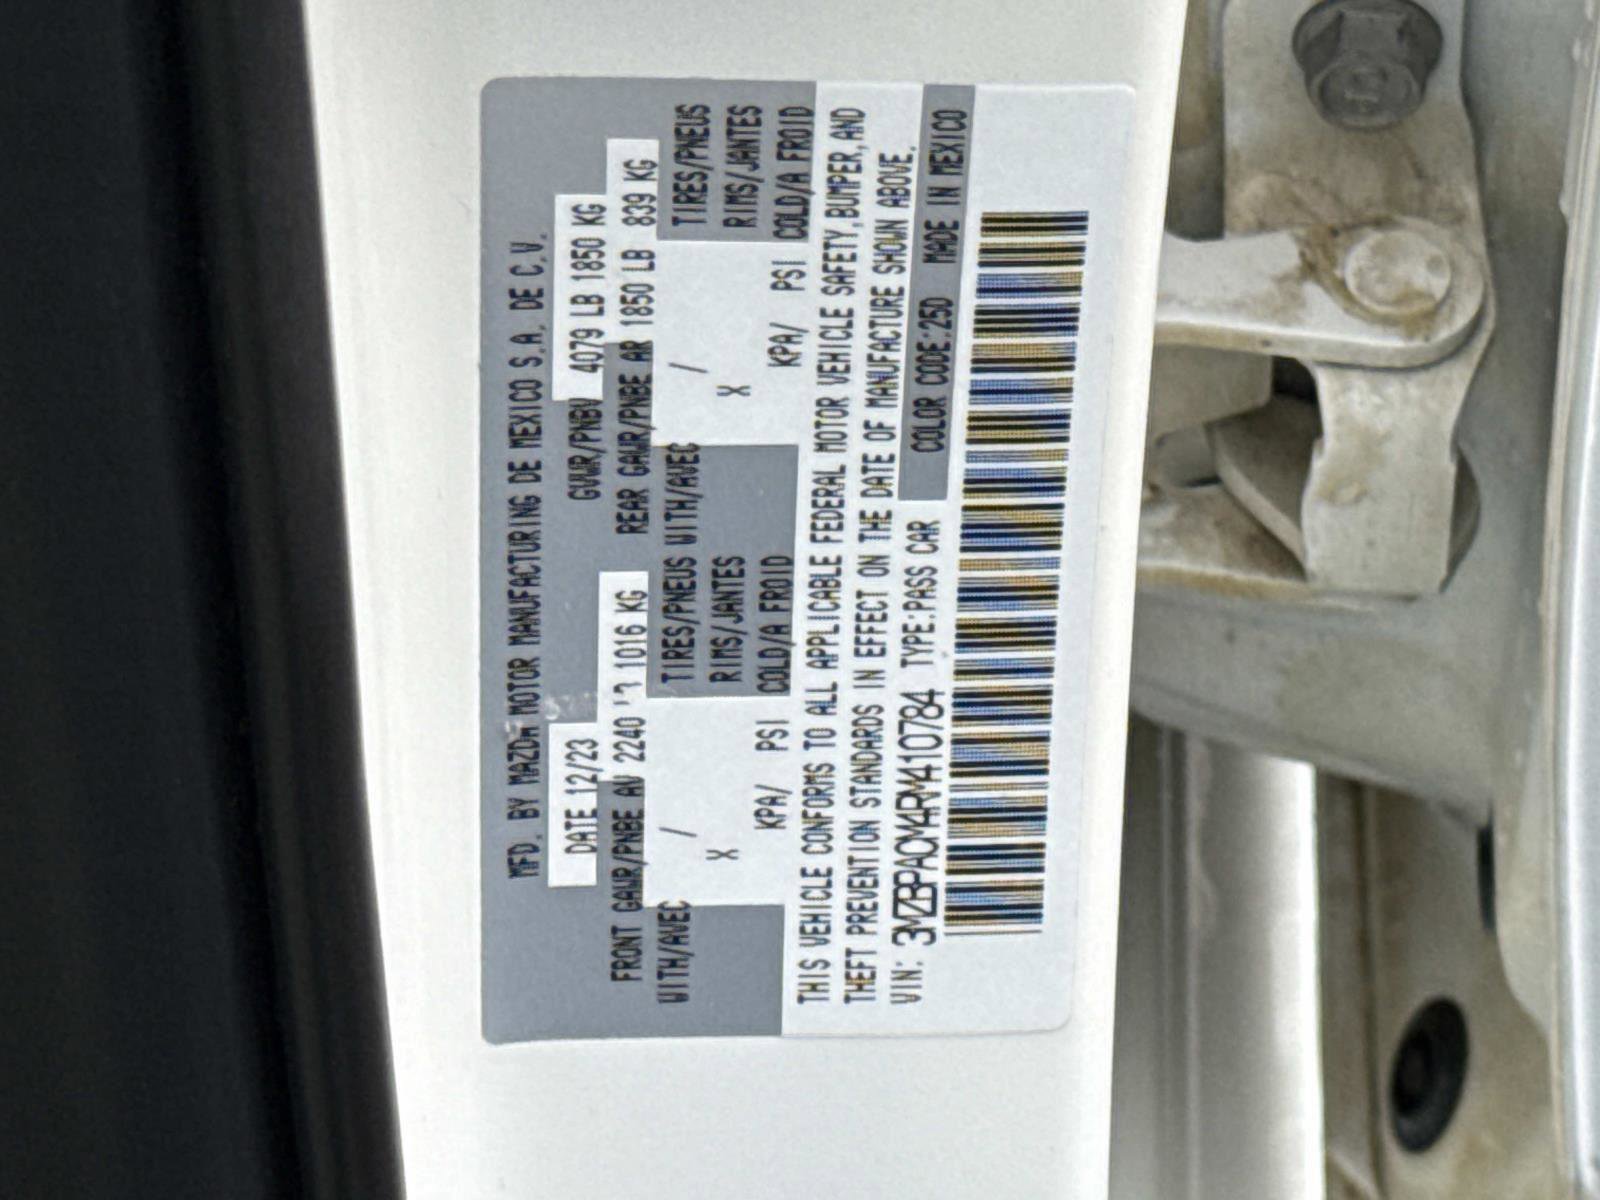 MFD. BY MAZDA MOTOR MANUFACTURING DE MEXICO S.A. DE C.V.
DATE 12/23 GVWR/PNBV 4079 LB 1850 KG
FRONT GAWR/PNBE AV 2240 1016 KG REAR GAWR/PNBE AR 1850 LB 839 KG
WITH/AVEC / TIRES/PNEUS WITH/AVEC / TIRES/PNEUS
X RIMS/JANTES X RIMS/JANTES
KPA/ PSI COLD/A FROID KPA/ PSI COLD/A FROID
THIS VEHICLE CONFORMS TO ALL APPLICABLE FEDERAL MOTOR VEHICLE SAFETY, BUMPER, AND
THEFT PREVENTION STANDARDS IN EFFECT ON THE DATE OF MANUFACTURE SHOWN ABOVE.
VIN: 3MZBPACM4RM410784 TYPE:PASS CAR COLOR CODE:25D MADE IN MEXICO